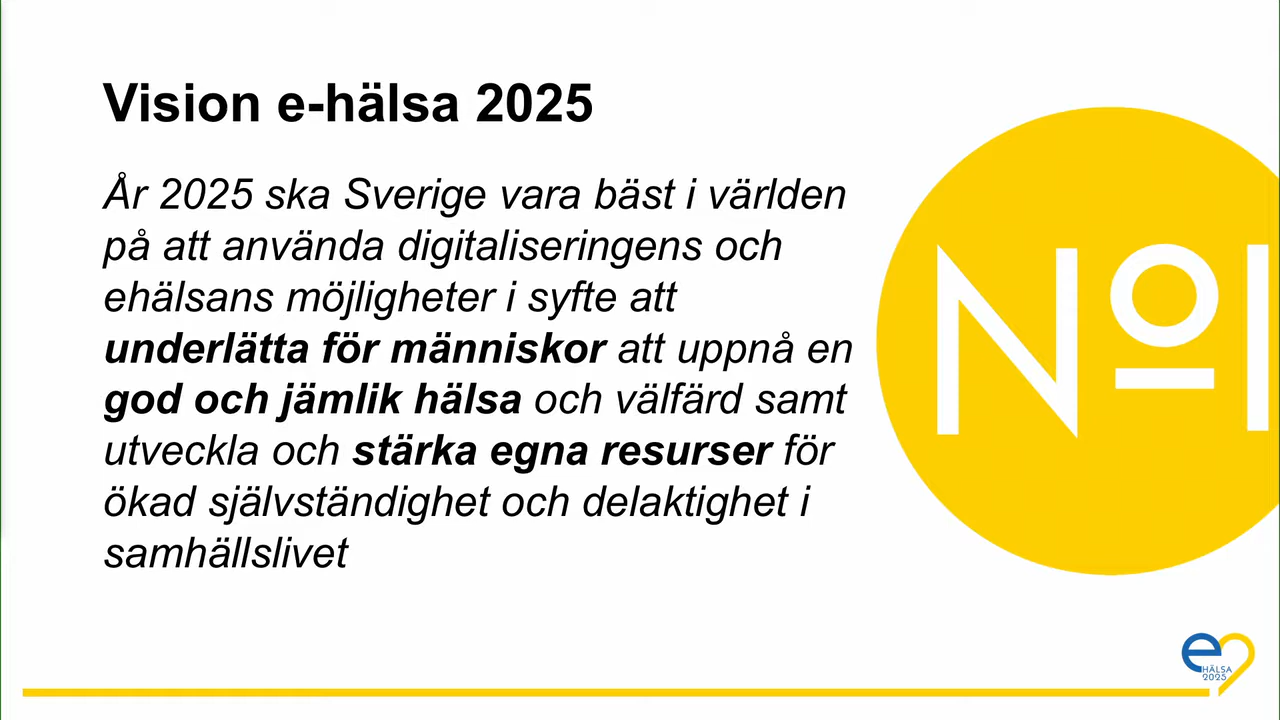 Vision e-hälsa 2025
År 2025 ska Sverige vara bäst i världen
på att använda digitaliseringens och
ehälsans möjligheter i syfte att
underlätta för människor att uppnå en
god och jämlik hälsa och välfärd samt
utveckla och stärka egna resurser för
ökad självständighet och delaktighet i
samhällslivet
No1
e
HÄLSA
2025